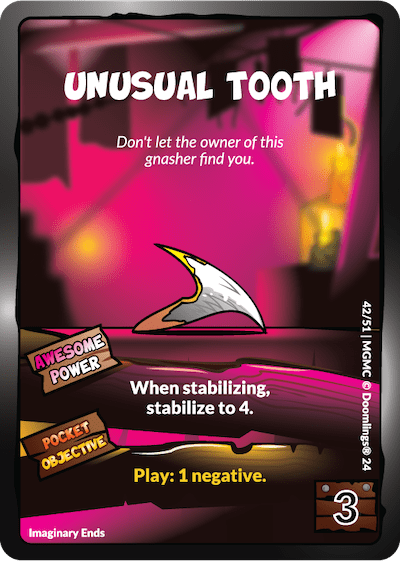 UNUSUAL TOOTH
Don't let the owner of this
gnasher find you.
42/51 | MGMC © Doomlings® 24
AWESOME
POWER
When stabilizing,
stabilize to 4.
POCKET
OBJECTIVE
Play: 1 negative.
3
Imaginary Ends